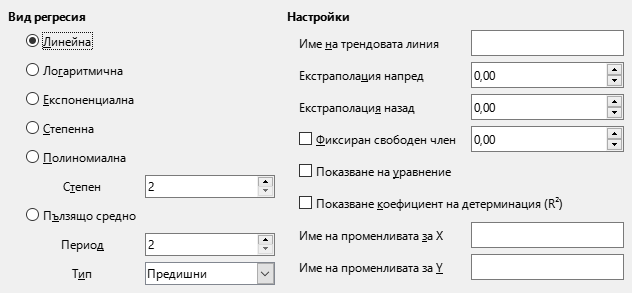 Вид регресия
Линейна
Логаритмична
Експоненциална
Степенна
Полиномиална
Степен 2
Пълзящо средно
Период 2
Тип Предишни
Настройки
Име на трендовата линия
Екстраполация напред 0,00
Екстраполация назад 0,00
Фиксиран свободен член 0,00
Показване на уравнение
Показване коефициент на детерминация (R²)
Име на променливата за X
Име на променливата за Y